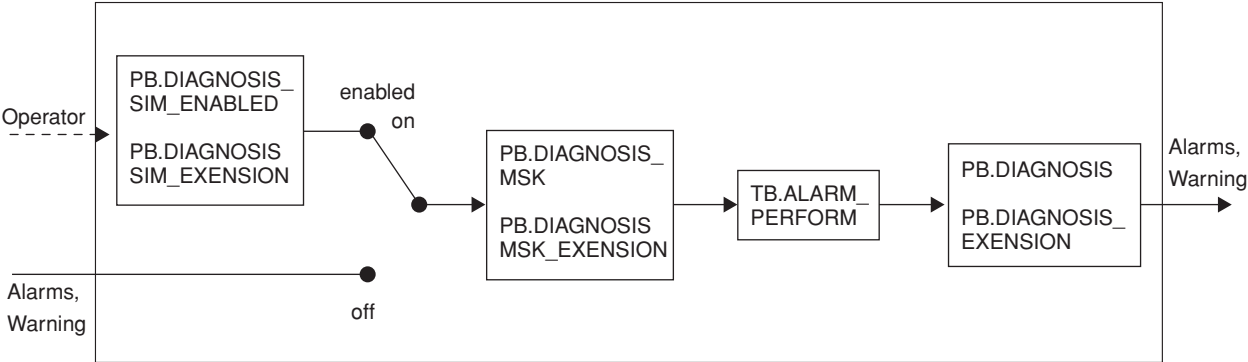 Operator
PB.DIAGNOSIS_
SIM_ENABLED
PB.DIAGNOSIS
SIM_EXENSION
enabled
on
off
Alarms,
Warning
PB.DIAGNOSIS_
MSK
PB.DIAGNOSIS
MSK_EXENSION
TB.ALARM_
PERFORM
PB.DIAGNOSIS
PB.DIAGNOSIS_
EXENSION
Alarms,
Warning